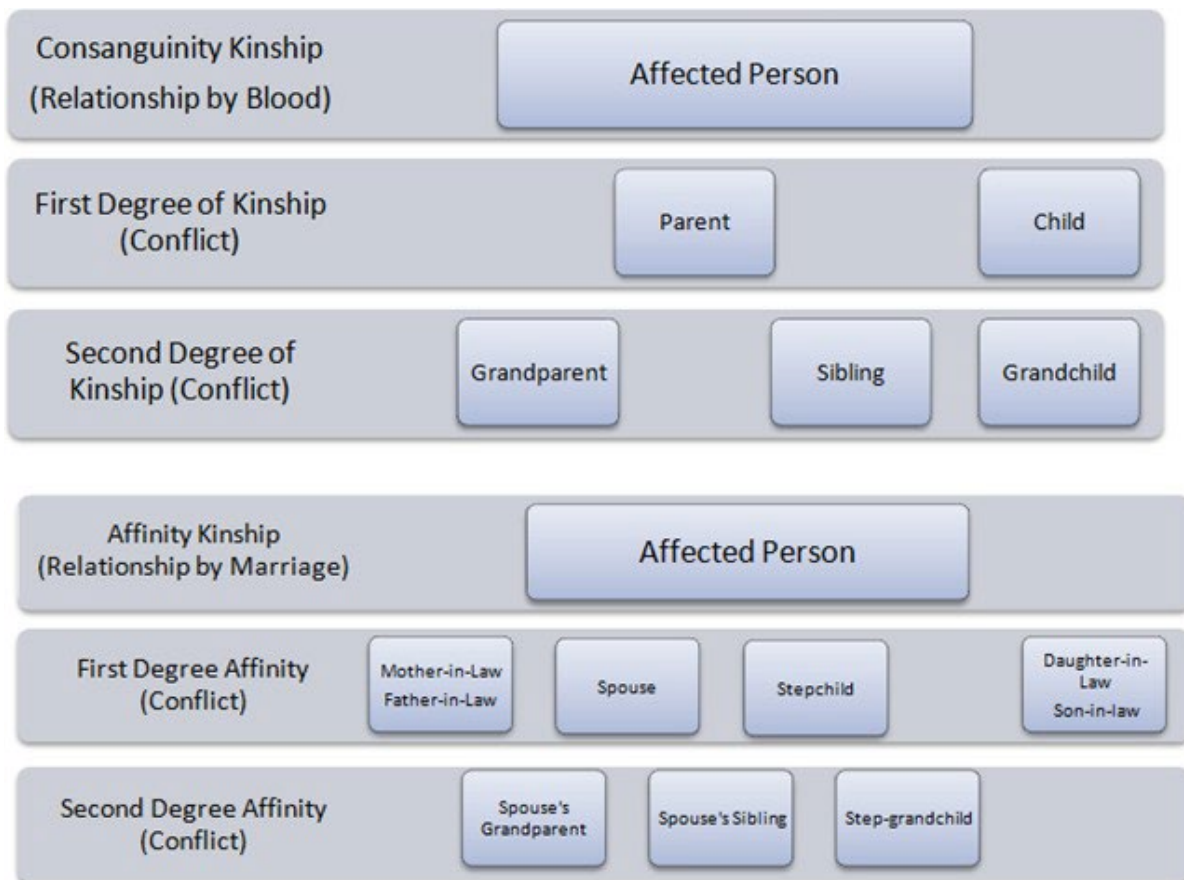 Consanguinity Kinship
(Relationship by Blood)
Affected Person
First Degree of Kinship
(Conflict)
Parent
Child
Second Degree of
Kinship (Conflict)
Grandparent
Sibling
Grandchild
Affinity Kinship
(Relationship by Marriage)
Affected Person
First Degree Affinity
(Conflict)
Mother-in-Law
Father-in-Law
Spouse
Stepchild
Daughter-in-
Law
Son-in-law
Second Degree Affinity
(Conflict)
Spouse's
Grandparent
Spouse's Sibling
Step-grandchild